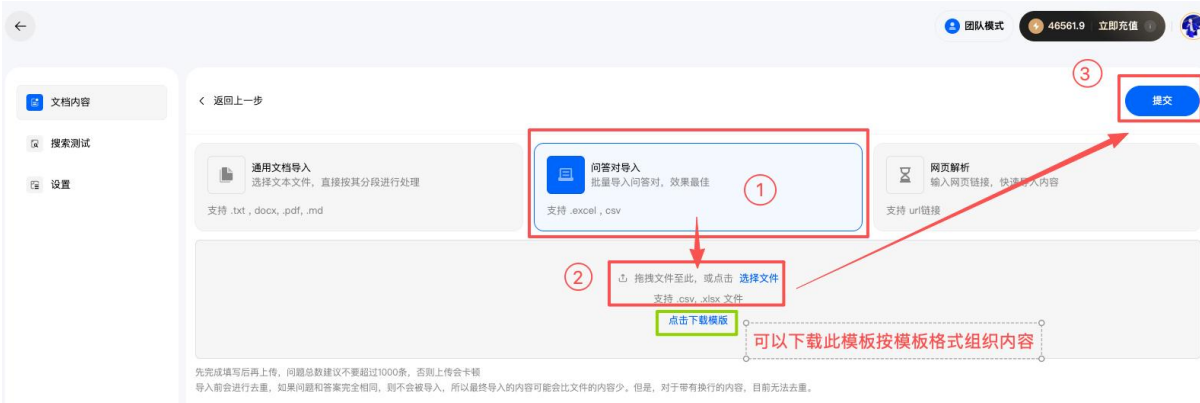 团队模式
46561.9 立即充值
③
文档内容
返回上一步
提交
搜索测试
设置
通用文档导入
选择文本文件，直接按其分段进行处理
支持 .txt , docx, .pdf, .md
问答对导入
批量导入问答对，效果最佳
①
支持 .excel , csv
网页解析
输入网页链接，快速导入内容
支持 url链接
②
拖拽文件至此，或点击 选择文件
支持 .csv, .xlsx 文件
点击下载模版
可以下载此模板按模板格式组织内容
先完成填写后再上传，问题总数建议不要超过1000条，否则上传会卡顿
导入前会进行去重，如果问题和答案完全相同，则不会被导入，所以最终导入的内容可能会比文件的内容少。但是，对于带有换行的内容，目前无法去重。